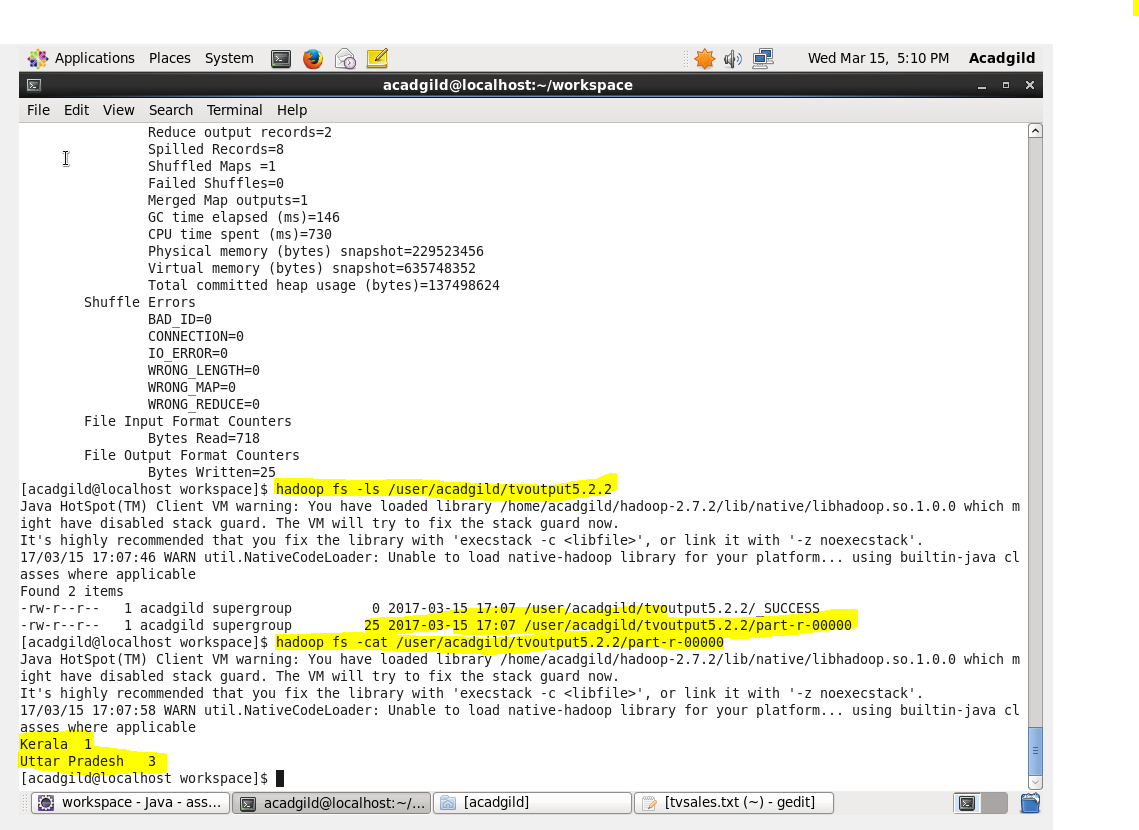 Applications Places System Wed Mar 15, 5:10 PM Acadgild
acadgild@localhost:~/workspace
File Edit View Search Terminal Help
Reduce output records=2
Spilled Records=8
Shuffled Maps =1
Failed Shuffles=0
Merged Map outputs=1
GC time elapsed (ms)=146
CPU time spent (ms)=730
Physical memory (bytes) snapshot=229523456
Virtual memory (bytes) snapshot=635748352
Total committed heap usage (bytes)=137498624
Shuffle Errors
BAD_ID=0
CONNECTION=0
IO_ERROR=0
WRONG_LENGTH=0
WRONG_MAP=0
WRONG_REDUCE=0
File Input Format Counters
Bytes Read=718
File Output Format Counters
Bytes Written=25
[acadgild@localhost workspace]$ hadoop fs -ls /user/acadgild/tvoutput5.2.2
Java HotSpot(TM) Client VM warning: You have loaded library /home/acadgild/hadoop-2.7.2/lib/native/libhadoop.so.1.0.0 which m
ight have disabled stack guard. The VM will try to fix the stack guard now.
It's highly recommended that you fix the library with 'execstack -c <libfile>', or link it with '-z noexecstack'.
17/03/15 17:07:46 WARN util.NativeCodeLoader: Unable to load native-hadoop library for your platform... using builtin-java cl
asses where applicable
Found 2 items
-rw-r--r--   1 acadgild supergroup          0 2017-03-15 17:07 /user/acadgild/tvoutput5.2.2/_SUCCESS
-rw-r--r--   1 acadgild supergroup         25 2017-03-15 17:07 /user/acadgild/tvoutput5.2.2/part-r-00000
[acadgild@localhost workspace]$ hadoop fs -cat /user/acadgild/tvoutput5.2.2/part-r-00000
Java HotSpot(TM) Client VM warning: You have loaded library /home/acadgild/hadoop-2.7.2/lib/native/libhadoop.so.1.0.0 which m
ight have disabled stack guard. The VM will try to fix the stack guard now.
It's highly recommended that you fix the library with 'execstack -c <libfile>', or link it with '-z noexecstack'.
17/03/15 17:07:58 WARN util.NativeCodeLoader: Unable to load native-hadoop library for your platform... using builtin-java cl
asses where applicable
Kerala  1
Uttar Pradesh   3
[acadgild@localhost workspace]$
workspace - Java - ass... acadgild@localhost:~/... [acadgild] [tvsales.txt (~) - gedit]